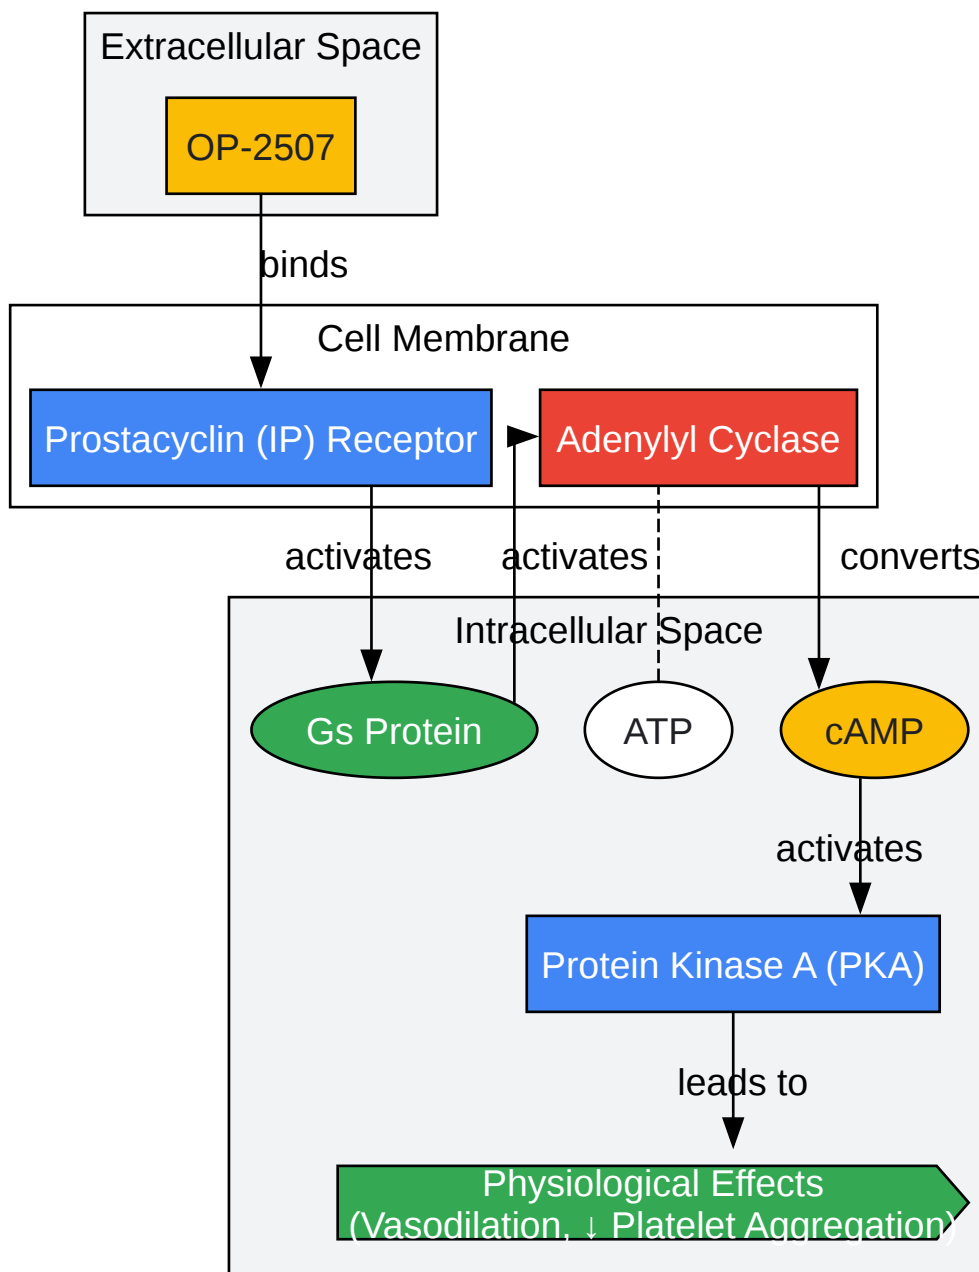 Extracellular Space
OP-2507
binds
Cell Membrane
Prostacyclin (IP) Receptor
Adenylyl Cyclase
activates
activates
converts
Intracellular Space
Gs Protein
ATP
cAMP
activates
Protein Kinase A (PKA)
leads to
Physiological Effects
(Vasodilation, ↓ Platelet Aggregation)